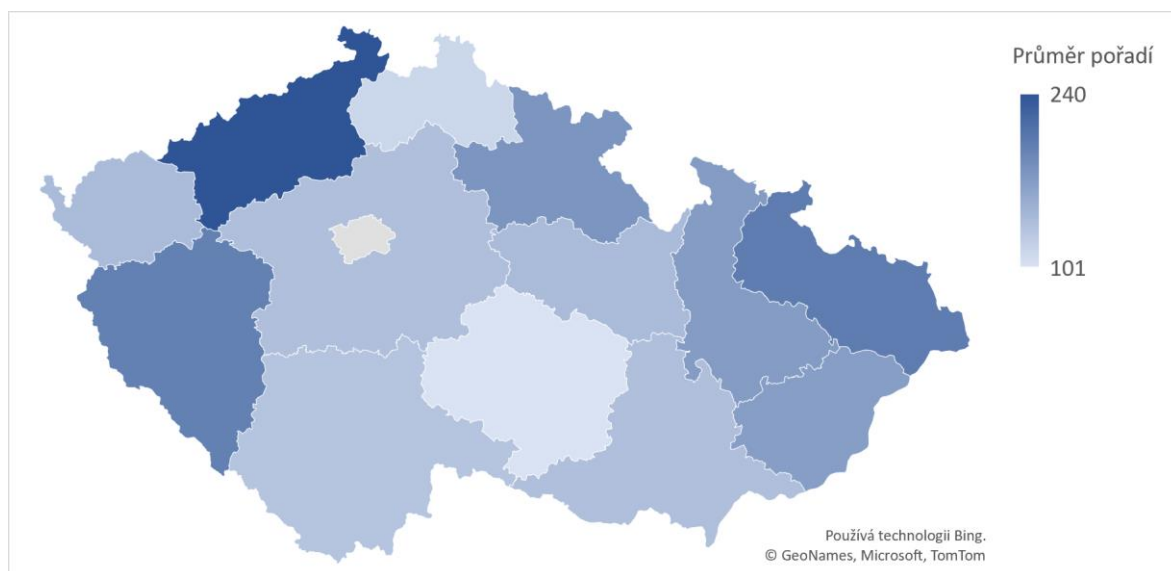 Průměr pořadí
240
101
Používá technologii Bing.
© GeoNames, Microsoft, TomTom